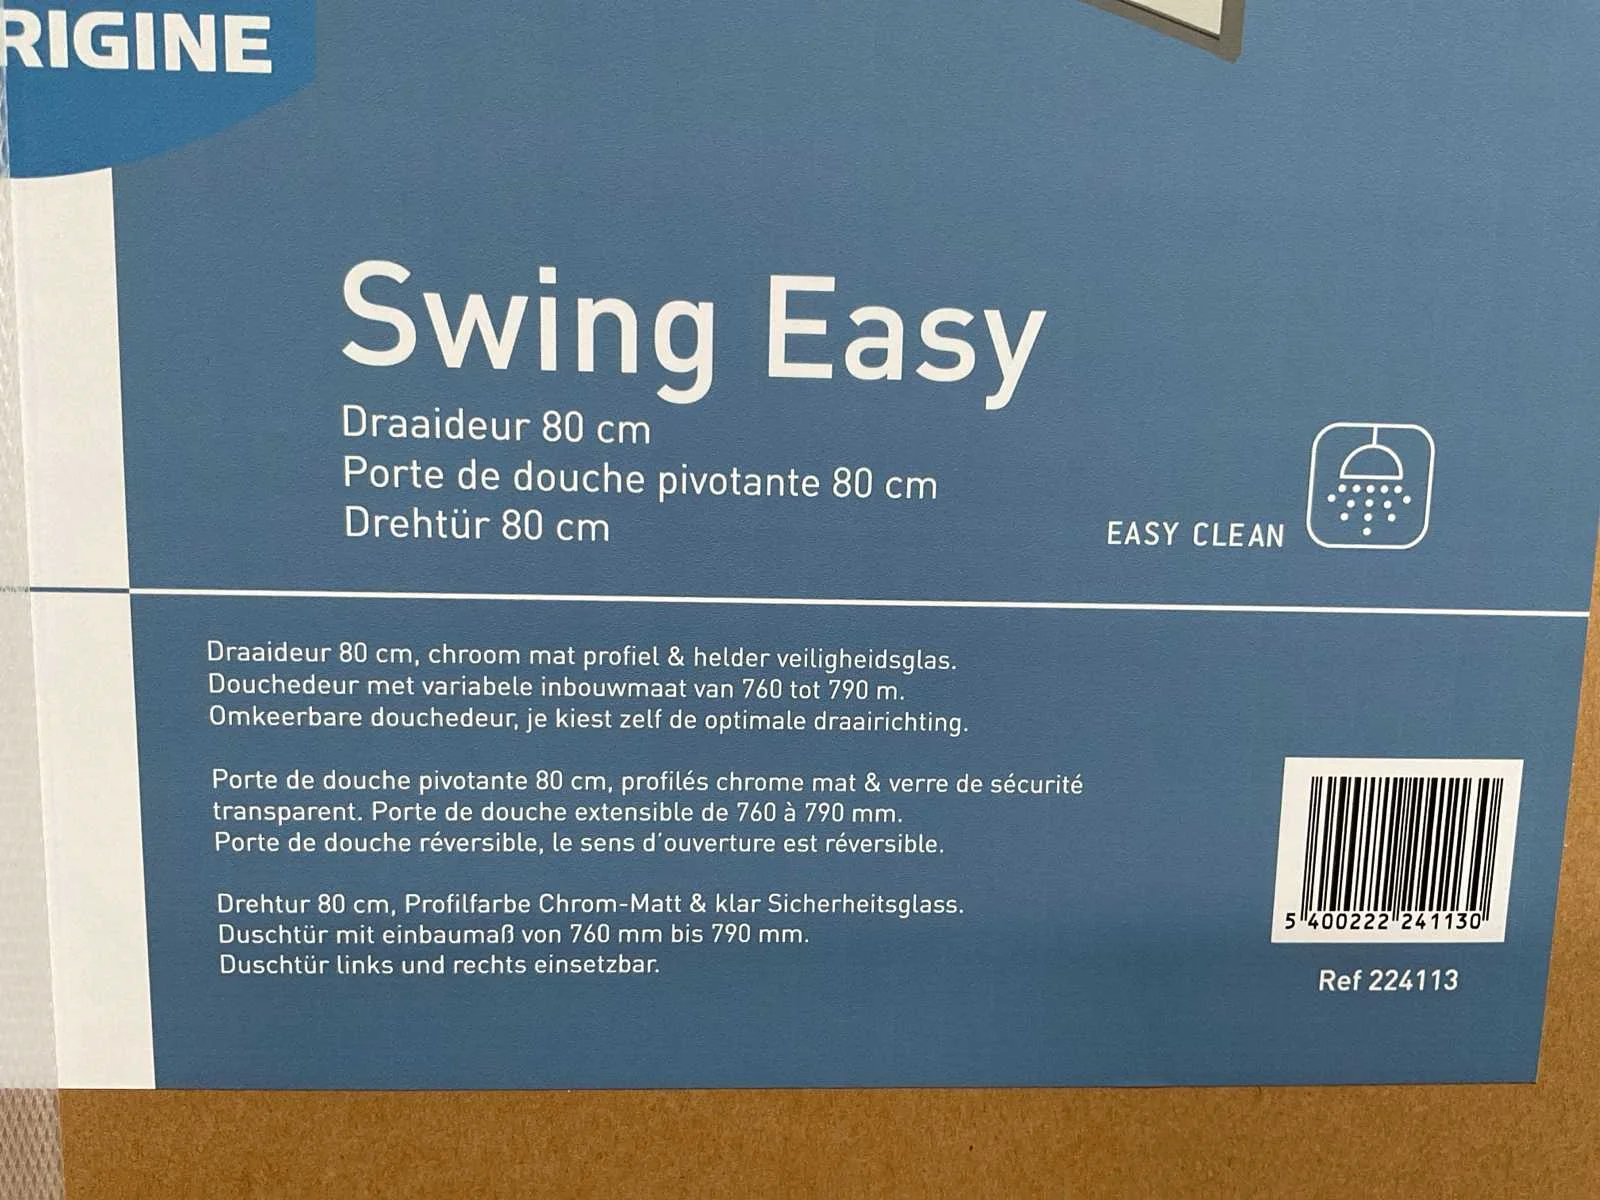 RIGINE
Swing Easy
Draaideur 80 cm
Porte de douche pivotante 80 cm
Drehtür 80 cm
EASY CLEAN
Draaideur 80 cm, chroom mat profiel & helder veiligheidsglas.
Douchedeur met variabele inbouwmaat van 760 tot 790 m.
Omkeerbare douchedeur, je kiest zelf de optimale draairichting.
Porte de douche pivotante 80 cm, profilés chrome mat & verre de sécurité
transparent. Porte de douche extensible de 760 à 790 mm.
Porte de douche réversible, le sens d'ouverture est réversible.
Drehtur 80 cm, Profilfarbe Chrom-Matt & klar Sicherheitsglass.
Duschtür mit einbaumaß von 760 mm bis 790 mm.
Duschtür links und rechts einsetzbar.
5 400222 241130
Ref 224113